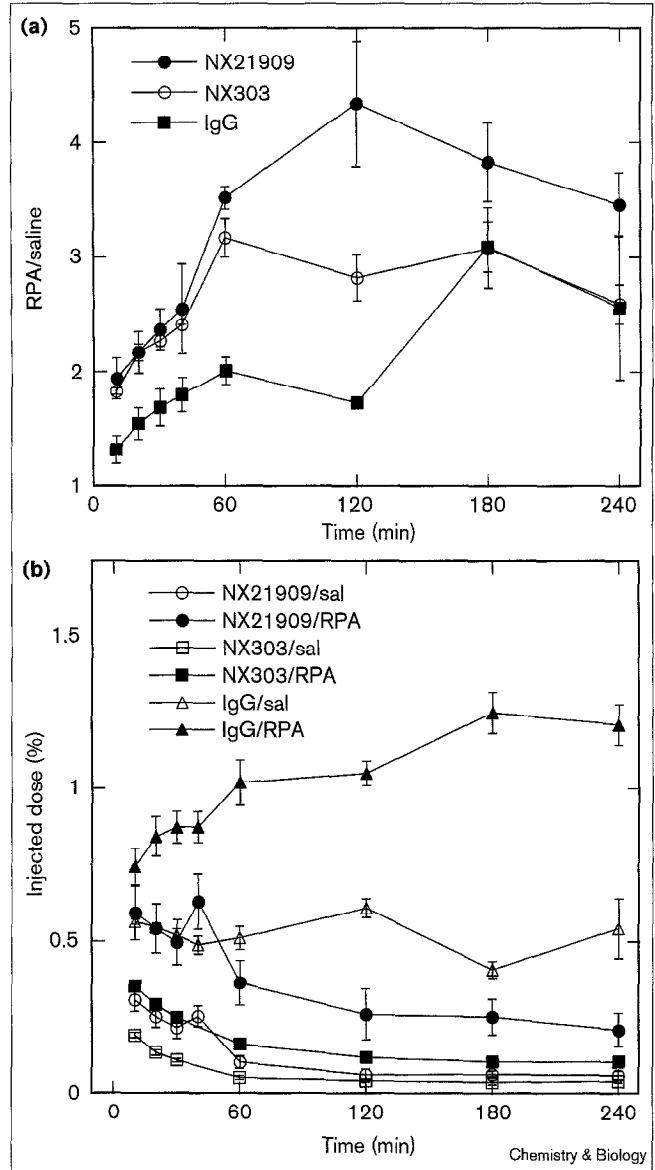 (a)
NX21909
NX303
IgG
5
4
3
2
1
RPA/saline
0
60
120
180
240
Time (min)
(b)
NX21909/sal
NX21909/RPA
NX303/sal
NX303/RPA
IgG/sal
IgG/RPA
1.5
1
0.5
0
Injected dose (%)
0
60
120
180
240
Time (min)
Chemistry & Biology